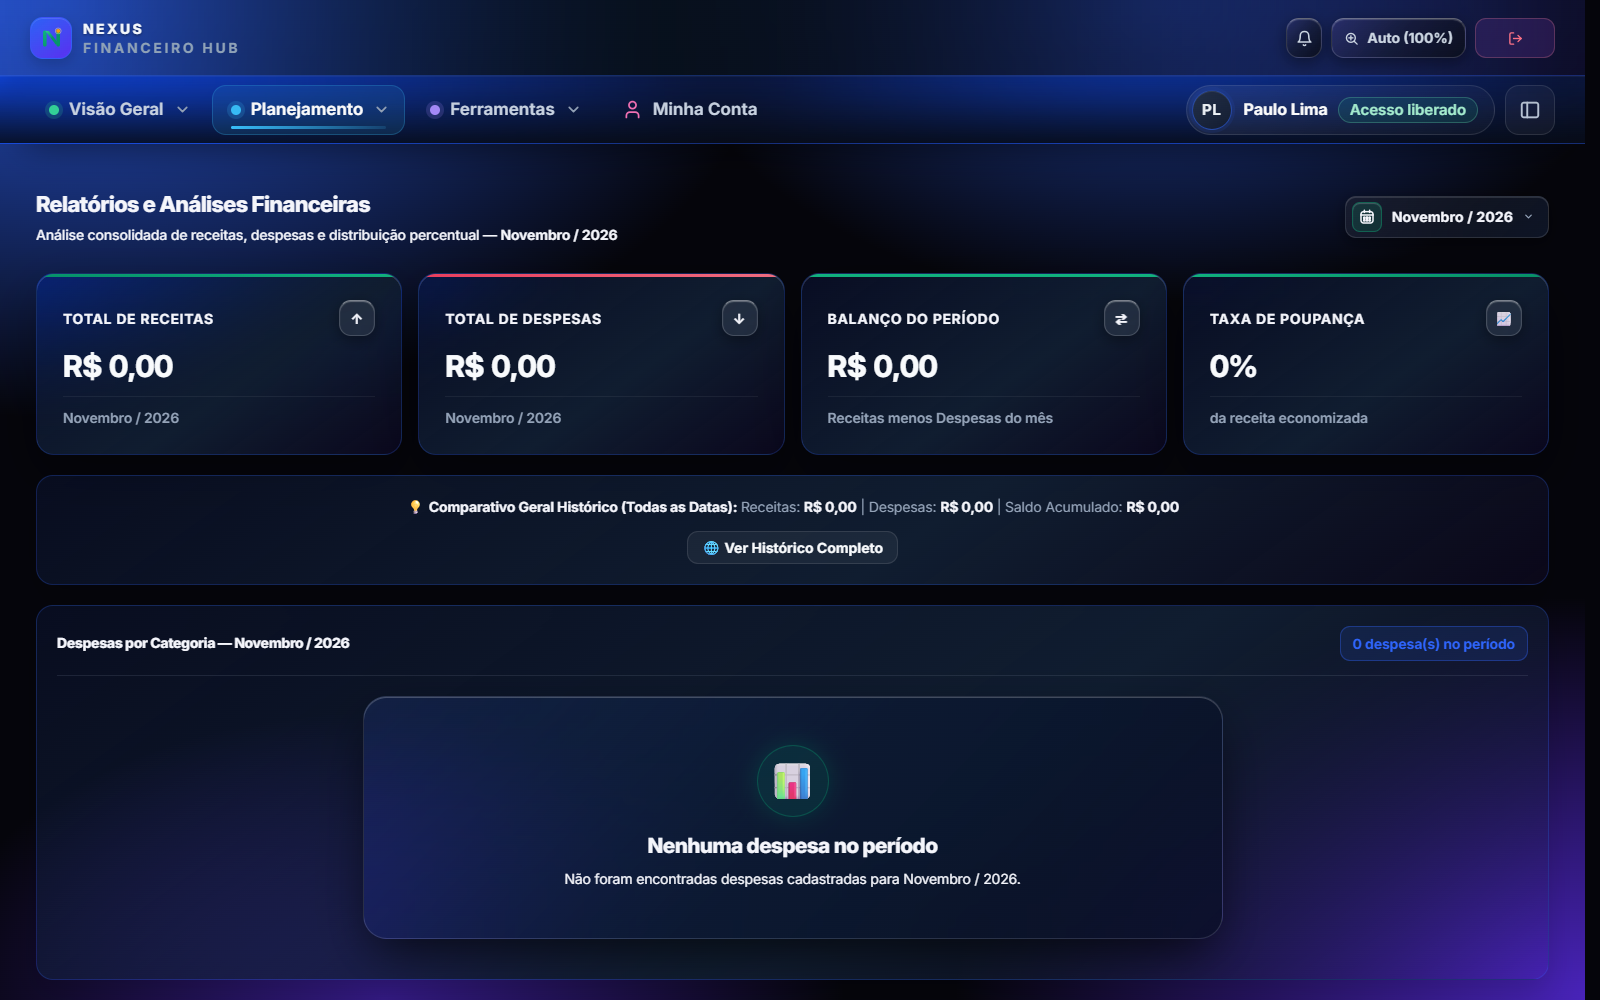 NEXUS
FINANCEIRO HUB
Auto (100%)
Visão Geral
Planejamento
Ferramentas
Minha Conta
PL
Paulo Lima
Acesso liberado
Relatórios e Análises Financeiras
Análise consolidada de receitas, despesas e distribuição percentual — Novembro / 2026
Novembro / 2026
TOTAL DE RECEITAS
R$ 0,00
Novembro / 2026
TOTAL DE DESPESAS
R$ 0,00
Novembro / 2026
BALANÇO DO PERÍODO
R$ 0,00
Receitas menos Despesas do mês
TAXA DE POUPANÇA
0%
da receita economizada
Comparativo Geral Histórico (Todas as Datas): Receitas: R$ 0,00 | Despesas: R$ 0,00 | Saldo Acumulado: R$ 0,00
Ver Histórico Completo
Despesas por Categoria — Novembro / 2026
0 despesa(s) no período
Nenhuma despesa no período
Não foram encontradas despesas cadastradas para Novembro / 2026.